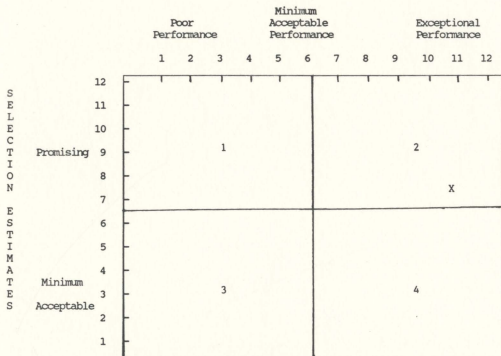 Minimum
Poor Acceptable Exceptional
Performance Performance Performance
1 2 3 4 5 6 7 8 9 10 11 12
SELECTION ESTIMATES
12
11
10
Promising 9 1 2
8
7 X
6
5
4
Minimum
3 3 4
Acceptable
2
1